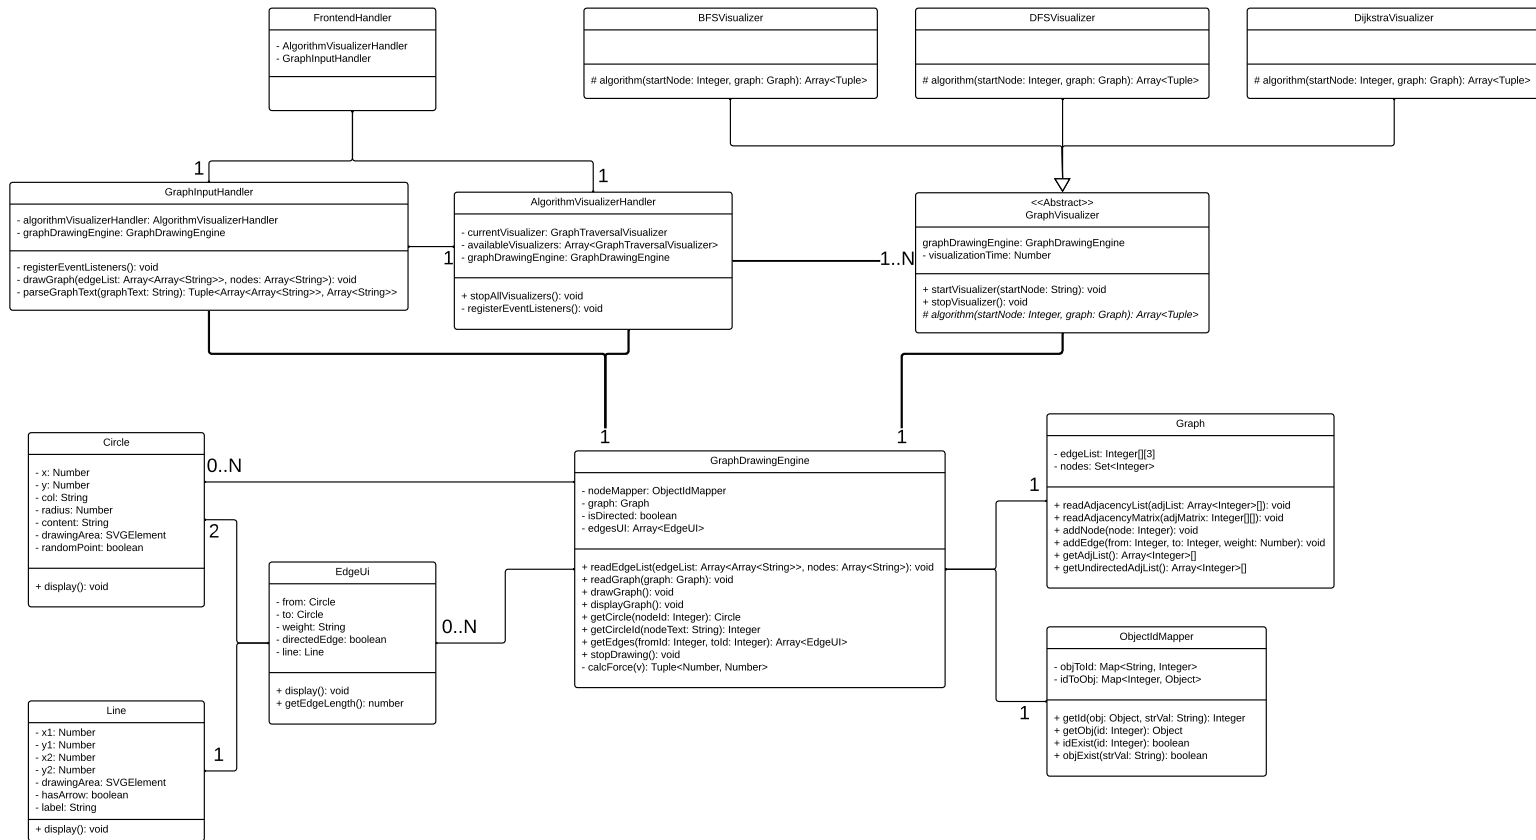 FrontendHandler
- AlgorithmVisualizerHandler
- GraphInputHandler
BFSVisualizer
# algorithm(startNode: Integer, graph: Graph): Array<Tuple>
DFSVisualizer
# algorithm(startNode: Integer, graph: Graph): Array<Tuple>
DijkstraVisualizer
# algorithm(startNode: Integer, graph: Graph): Array<Tuple>
1
1
GraphInputHandler
- algorithmVisualizerHandler: AlgorithmVisualizerHandler
- graphDrawingEngine: GraphDrawingEngine
- registerEventListeners(): void
- drawGraph(edgeList: Array<Array<String>>, nodes: Array<String>): void
- parseGraphText(graphText: String): Tuple<Array<Array<String>>, Array<String>>
1
AlgorithmVisualizerHandler
- currentVisualizer: GraphTraversalVisualizer
- availableVisualizers: Array<GraphTraversalVisualizer>
- graphDrawingEngine: GraphDrawingEngine
+ stopAllVisualizers(): void
- registerEventListeners(): void
1..N
<<Abstract>>
GraphVisualizer
graphDrawingEngine: GraphDrawingEngine
- visualizationTime: Number
+ startVisualizer(startNode: String): void
+ stopVisualizer(): void
# algorithm(startNode: Integer, graph: Graph): Array<Tuple>
1
1
Circle
- x: Number
- y: Number
- col: String
- radius: Number
- content: String
- drawingArea: SVGElement
- randomPoint: boolean
+ display(): void
0..N
2
EdgeUi
- from: Circle
- to: Circle
- weight: String
- directedEdge: boolean
- line: Line
+ display(): void
+ getEdgeLength(): number
0..N
Line
- x1: Number
- y1: Number
- x2: Number
- y2: Number
- drawingArea: SVGElement
- hasArrow: boolean
- label: String
+ display(): void
1
GraphDrawingEngine
- nodeMapper: ObjectIdMapper
- graph: Graph
- isDirected: boolean
- edgesUI: Array<EdgeUI>
+ readEdgeList(edgeList: Array<Array<String>>, nodes: Array<String>): void
+ readGraph(graph: Graph): void
+ drawGraph(): void
+ displayGraph(): void
+ getCircle(nodeId: Integer): Circle
+ getCircleId(nodeText: String): Integer
+ getEdges(fromId: Integer, toId: Integer): Array<EdgeUI>
+ stopDrawing(): void
- calcForce(v): Tuple<Number, Number>
1
Graph
- edgeList: Integer[][3]
- nodes: Set<Integer>
+ readAdjacencyList(adjList: Array<Integer>[]): void
+ readAdjacencyMatrix(adjMatrix: Integer[][]): void
+ addNode(node: Integer): void
+ addEdge(from: Integer, to: Integer, weight: Number): void
+ getAdjList(): Array<Integer>[]
+ getUndirectedAdjList(): Array<Integer>[]
1
ObjectIdMapper
- objToId: Map<String, Integer>
- idToObj: Map<Integer, Object>
+ getId(obj: Object, strVal: String): Integer
+ getObj(id: Integer): Object
+ idExist(id: Integer): boolean
+ objExist(strVal: String): boolean